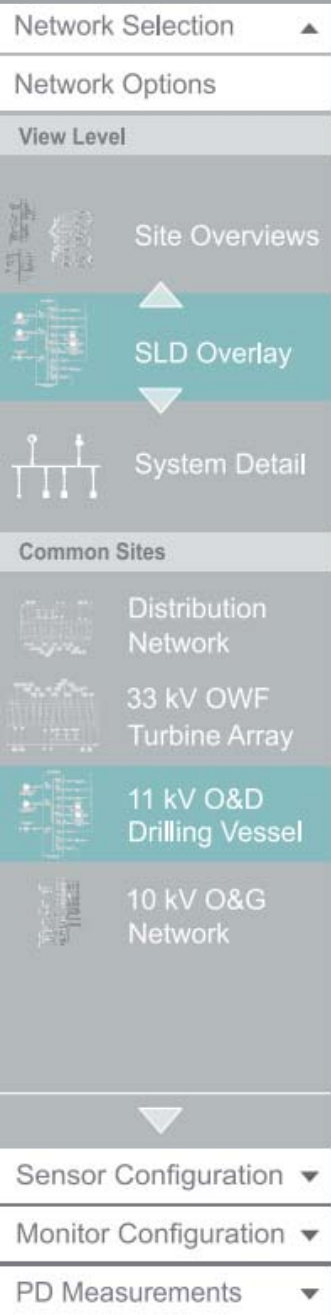 Network Selection
Network Options
View Level
Site Overviews
SLD Overlay
System Detail
Common Sites
Distribution
Network
33 kV OWF
Turbine Array
11 kV O&D
Drilling Vessel
10 kV O&G
Network
Sensor Configuration
Monitor Configuration
PD Measurements